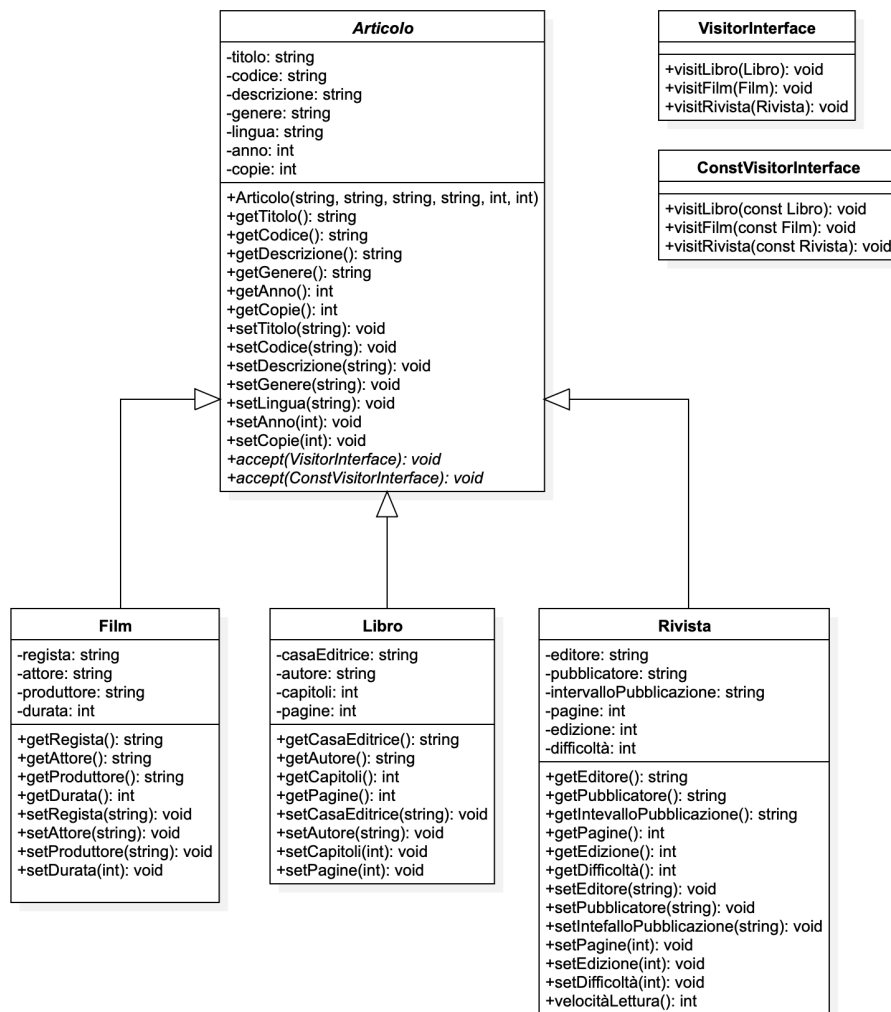 Articolo
-titolo: string
-codice: string
-descrizione: string
-genere: string
-lingua: string
-anno: int
-copie: int
+Articolo(string, string, string, string, int, int)
+getTitolo(): string
+getCodice(): string
+getDescrizione(): string
+getGenere(): string
+getAnno(): int
+getCopie(): int
+setTitolo(string): void
+setCodice(string): void
+setDescrizione(string): void
+setGenere(string): void
+setLingua(string): void
+setAnno(int): void
+setCopie(int): void
+accept(VisitorInterface): void
+accept(ConstVisitorInterface): void
VisitorInterface
+visitLibro(Libro): void
+visitFilm(Film): void
+visitRivista(Rivista): void
ConstVisitorInterface
+visitLibro(const Libro): void
+visitFilm(const Film): void
+visitRivista(const Rivista): void
Film
-regista: string
-attore: string
-produttore: string
-durata: int
+getRegista(): string
+getAttore(): string
+getProduttore(): string
+getDurata(): int
+setRegista(string): void
+setAttore(string): void
+setProduttore(string): void
+setDurata(int): void
Libro
-casaEditrice: string
-autore: string
-capitoli: int
-pagine: int
+getCasaEditrice(): string
+getAutore(): string
+getCapitoli(): int
+getPagine(): int
+setCasaEditrice(string): void
+setAutore(string): void
+setCapitoli(int): void
+setPagine(int): void
Rivista
-editore: string
-pubblicatore: string
-intervalloPubblicazione: string
-pagine: int
-edizione: int
-difficoltà: int
+getEditore(): string
+getPubblicatore(): string
+getIntevalloPubblicazione(): string
+getPagine(): int
+getEdizione(): int
+getDifficoltà(): int
+setEditore(string): void
+setPubblicatore(string): void
+setIntefalloPubblicazione(string): void
+setPagine(int): void
+setEdizione(int): void
+setDifficoltà(int): void
+velocitàLettura(): int